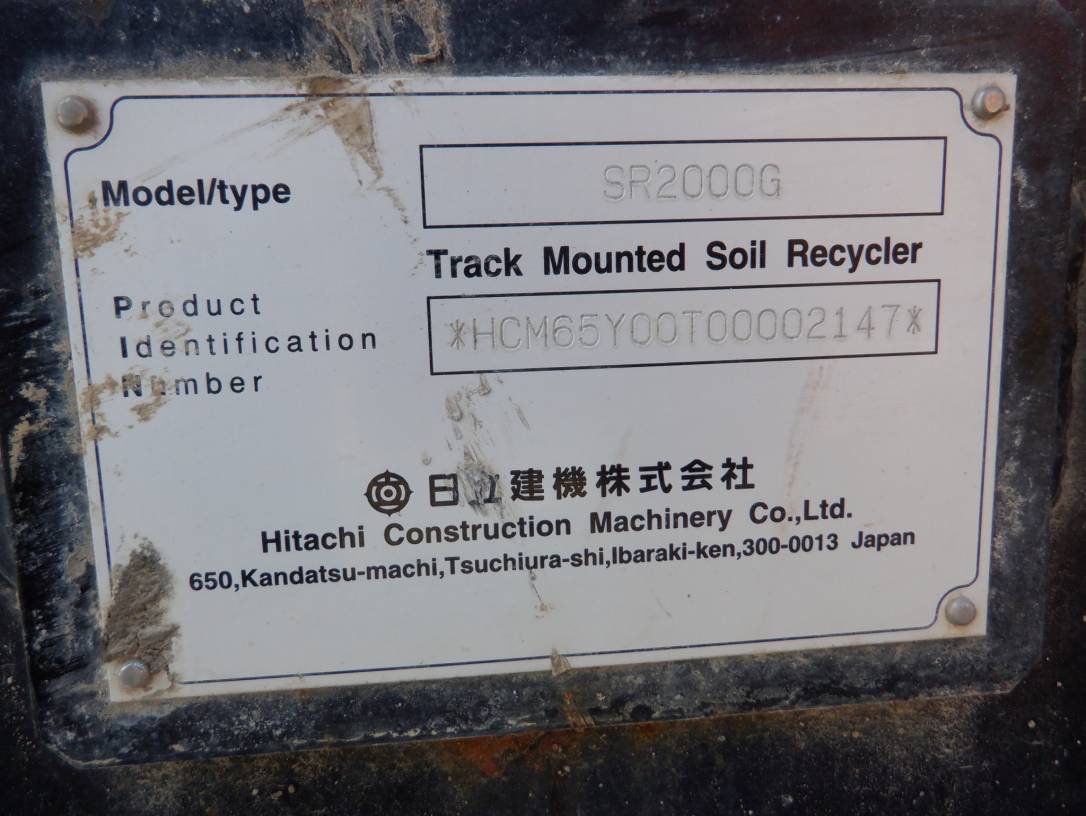 Model/type
SR2000G
Track Mounted Soil Recycler
Product
Identification
Number
*HCM65Y00T00002147*
日立建機株式会社
Hitachi Construction Machinery Co.,Ltd.
650,Kandatsu-machi,Tsuchiura-shi,Ibaraki-ken,300-0013 Japan